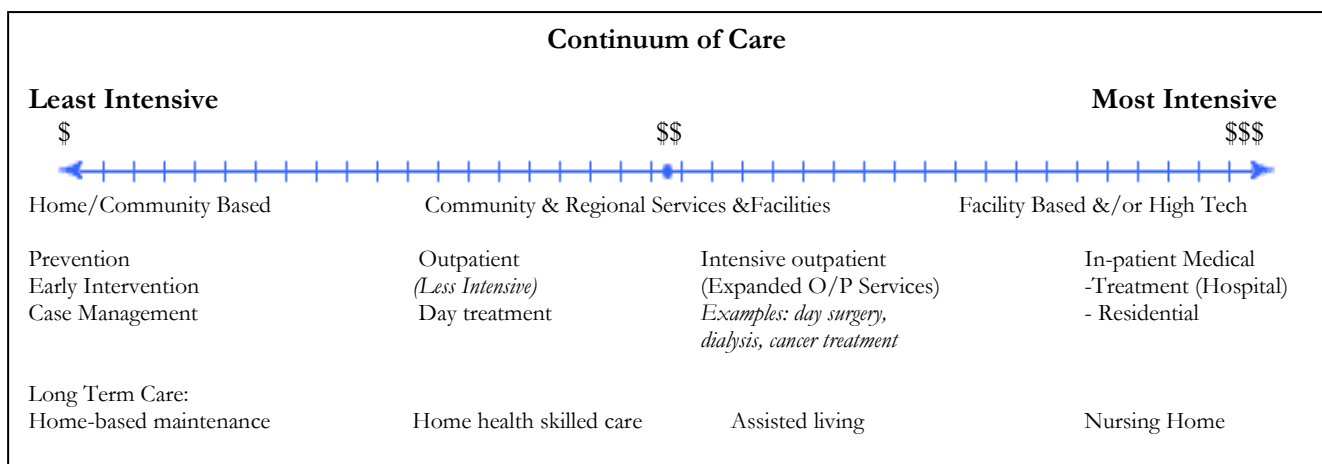 Continuum of Care
Least Intensive Most Intensive
$ $$ $$$
Home/Community Based Community & Regional Services &Facilities Facility Based &/or High Tech
Prevention Outpatient Intensive outpatient In-patient Medical
Early Intervention (Less Intensive) (Expanded O/P Services) -Treatment (Hospital)
Case Management Day treatment Examples: day surgery, - Residential
dialysis, cancer treatment
Long Term Care:
Home-based maintenance Home health skilled care Assisted living Nursing Home